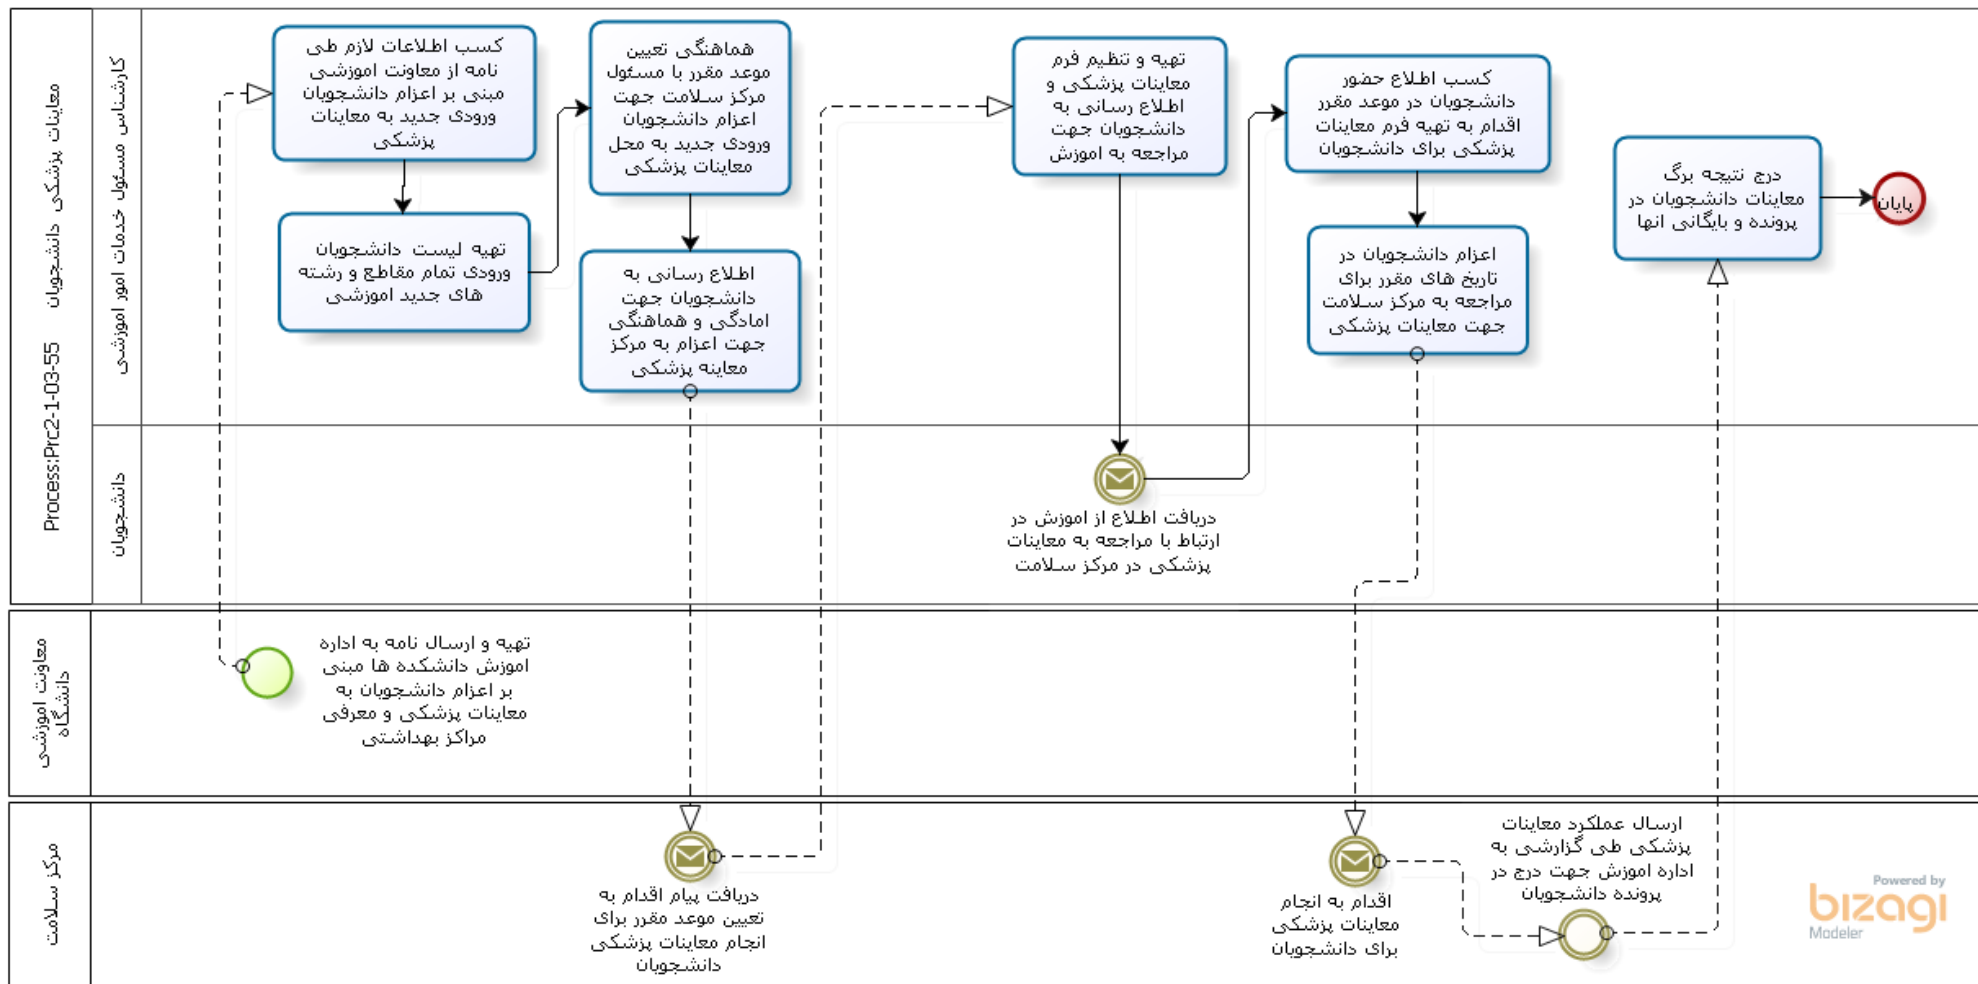 معاینات پزشکی دانشجویان
Process:Prc2-1-03-55
کارشناس مسئول خدمات امور اموزشی
کسب اطلاعات لازم طی
نامه از معاونت اموزشی
مبنی بر اعزام دانشجویان
ورودی جدید به معاینات
پزشکی
تهیه لیست دانشجویان
ورودی تمام مقاطع و رشته
های جدید اموزشی
هماهنگی تعیین
موعد مقرر با مسئول
مرکز سلامت جهت
اعزام دانشجویان
ورودی جدید به محل
معاینات پزشکی
اطلاع رسانی به
دانشجویان جهت
امادگی و هماهنگی
جهت اعزام به مرکز
معاینه پزشکی
تهیه و تنظیم فرم
معاینات پزشکی و
اطلاع رسانی به
دانشجویان جهت
مراجعه به اموزش
کسب اطلاع حضور
دانشجویان در موعد مقرر
اقدام به تهیه فرم معاینات
پزشکی برای دانشجویان
اعزام دانشجویان در
تاریخ های مقرر برای
مراجعه به مرکز سلامت
جهت معاینات پزشکی
درج نتیجه برگ
معاینات دانشجویان در
پرونده و بایگانی انها
پایان
دانشجویان
دریافت اطلاع از اموزش در
ارتباط با مراجعه به معاینات
پزشکی در مرکز سلامت
معاونت اموزشی
دانشگاه
تهیه و ارسال نامه به اداره
اموزش دانشکده ها مبنی
بر اعزام دانشجویان به
معاینات پزشکی و معرفی
مراکز بهداشتی
مرکز سلامت
دریافت پیام اقدام به
تعیین موعد مقرر برای
انجام معاینات پزشکی
دانشجویان
اقدام به انجام
معاینات پزشکی
برای دانشجویان
ارسال عملکرد معاینات
پزشکی طی گزارشی به
اداره اموزش جهت درج در
پرونده دانشجویان
Powered by
bizagi
Modeler